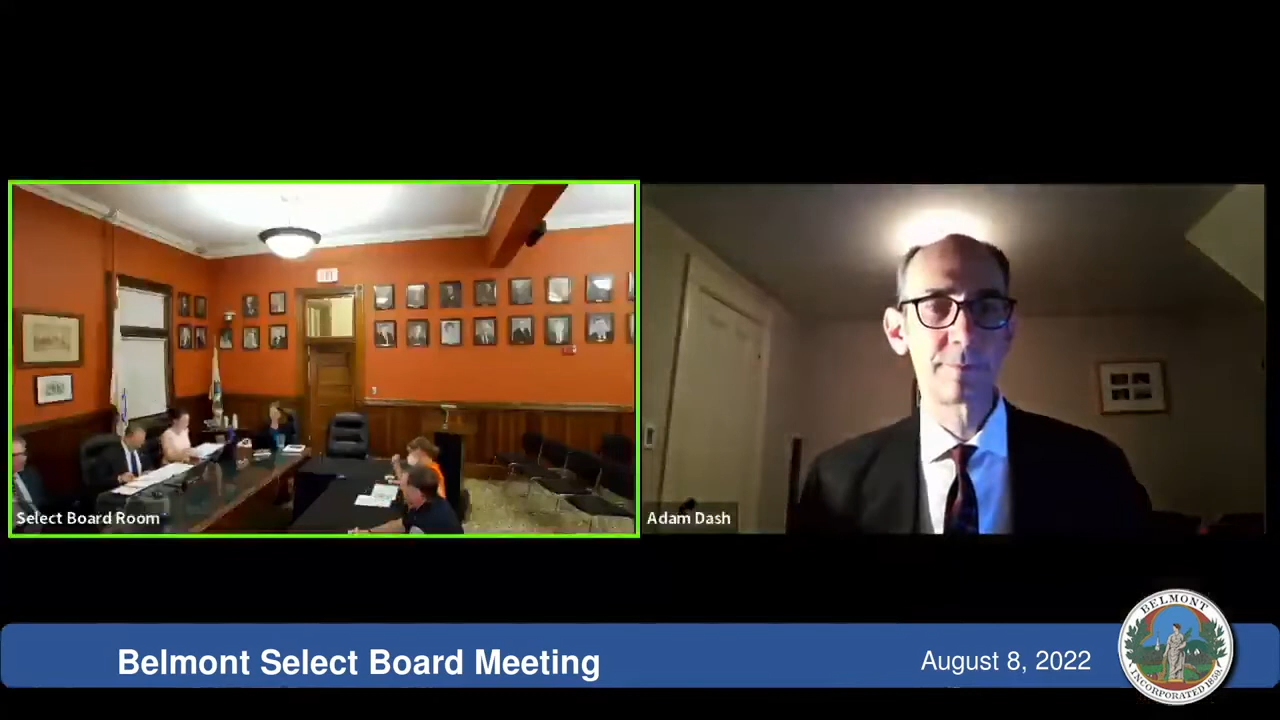 Select Board Room
Adam Dash
Belmont Select Board Meeting
August 8, 2022
BELMONT
INCORPORATED 1859